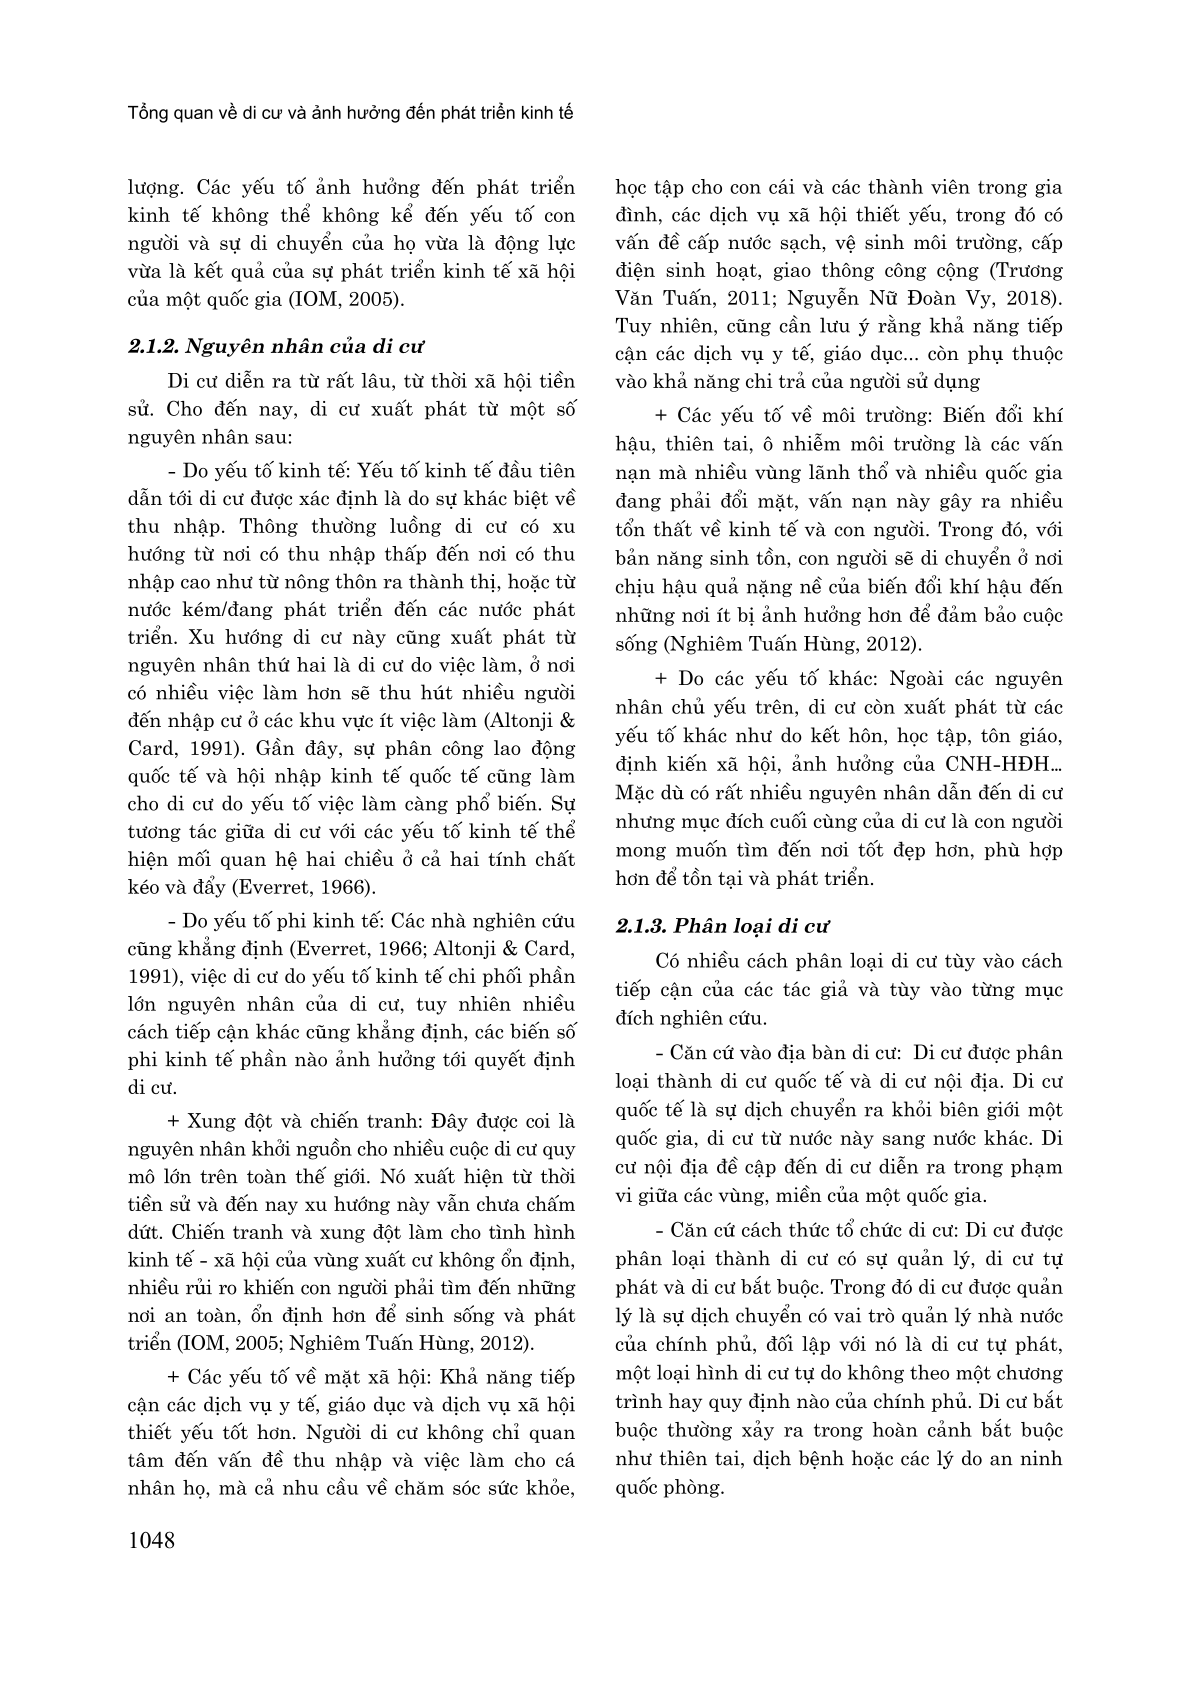 Tổng quan về di cư và ảnh hưởng đến phát triển kinh tế
lượng. Các yếu tố ảnh hưởng đến phát triển
kinh tế không thể không kể đến yếu tố con
người và sự di chuyển của họ vừa là động lực
vừa là kết quả của sự phát triển kinh tế xã hội
của một quốc gia (IOM, 2005).
2.1.2. Nguyên nhân của di cư
Di cư diễn ra từ rất lâu, từ thời xã hội tiền
sử. Cho đến nay, di cư xuất phát từ một số
nguyên nhân sau:
- Do yếu tố kinh tế: Yếu tố kinh tế đầu tiên
dẫn tới di cư được xác định là do sự khác biệt về
thu nhập. Thông thường luồng di cư có xu
hướng từ nơi có thu nhập thấp đến nơi có thu
nhập cao như từ nông thôn ra thành thị, hoặc từ
nước kém/đang phát triển đến các nước phát
triển. Xu hướng di cư này cũng xuất phát từ
nguyên nhân thứ hai là di cư do việc làm, ở nơi
có nhiều việc làm hơn sẽ thu hút nhiều người
đến nhập cư ở các khu vực ít việc làm (Altonji &
Card, 1991). Gần đây, sự phân công lao động
quốc tế và hội nhập kinh tế quốc tế cũng làm
cho di cư do yếu tố việc làm càng phổ biến. Sự
tương tác giữa di cư với các yếu tố kinh tế thể
hiện mối quan hệ hai chiều ở cả hai tính chất
kéo và đẩy (Everret, 1966).
- Do yếu tố phi kinh tế: Các nhà nghiên cứu
cũng khẳng định (Everret, 1966; Altonji & Card,
1991), việc di cư do yếu tố kinh tế chi phối phần
lớn nguyên nhân của di cư, tuy nhiên nhiều
cách tiếp cận khác cũng khẳng định, các biến số
phi kinh tế phần nào ảnh hưởng tới quyết định
di cư.
+ Xung đột và chiến tranh: Đây được coi là
nguyên nhân khởi nguồn cho nhiều cuộc di cư quy
mô lớn trên toàn thế giới. Nó xuất hiện từ thời
tiền sử và đến nay xu hướng này vẫn chưa chấm
dứt. Chiến tranh và xung đột làm cho tình hình
kinh tế - xã hội của vùng xuất cư không ổn định,
nhiều rủi ro khiến con người phải tìm đến những
nơi an toàn, ổn định hơn để sinh sống và phát
triển (IOM, 2005; Nghiêm Tuấn Hùng, 2012).
+ Các yếu tố về mặt xã hội: Khả năng tiếp
cận các dịch vụ y tế, giáo dục và dịch vụ xã hội
thiết yếu tốt hơn. Người di cư không chỉ quan
tâm đến vấn đề thu nhập và việc làm cho cá
nhân họ, mà cả nhu cầu về chăm sóc sức khỏe,
học tập cho con cái và các thành viên trong gia
đình, các dịch vụ xã hội thiết yếu, trong đó có
vấn đề cấp nước sạch, vệ sinh môi trường, cấp
điện sinh hoạt, giao thông công cộng (Trương
Văn Tuấn, 2011; Nguyễn Nữ Đoàn Vy, 2018).
Tuy nhiên, cũng cần lưu ý rằng khả năng tiếp
cận các dịch vụ y tế, giáo dục... còn phụ thuộc
vào khả năng chi trả của người sử dụng
+ Các yếu tố về môi trường: Biến đổi khí
hậu, thiên tai, ô nhiễm môi trường là các vấn
nạn mà nhiều vùng lãnh thổ và nhiều quốc gia
đang phải đổi mặt, vấn nạn này gây ra nhiều
tổn thất về kinh tế và con người. Trong đó, với
bản năng sinh tồn, con người sẽ di chuyển ở nơi
chịu hậu quả nặng nề của biến đổi khí hậu đến
những nơi ít bị ảnh hưởng hơn để đảm bảo cuộc
sống (Nghiêm Tuấn Hùng, 2012).
+ Do các yếu tố khác: Ngoài các nguyên
nhân chủ yếu trên, di cư còn xuất phát từ các
yếu tố khác như do kết hôn, học tập, tôn giáo,
định kiến xã hội, ảnh hưởng của CNH-HĐH...
Mặc dù có rất nhiều nguyên nhân dẫn đến di cư
nhưng mục đích cuối cùng của di cư là con người
mong muốn tìm đến nơi tốt đẹp hơn, phù hợp
hơn để tồn tại và phát triển.
2.1.3. Phân loại di cư
Có nhiều cách phân loại di cư tùy vào cách
tiếp cận của các tác giả và tùy vào từng mục
đích nghiên cứu.
- Căn cứ vào địa bàn di cư: Di cư được phân
loại thành di cư quốc tế và di cư nội địa. Di cư
quốc tế là sự dịch chuyển ra khỏi biên giới một
quốc gia, di cư từ nước này sang nước khác. Di
cư nội địa đề cập đến di cư diễn ra trong phạm
vi giữa các vùng, miền của một quốc gia.
- Căn cứ cách thức tổ chức di cư: Di cư được
phân loại thành di cư có sự quản lý, di cư tự
phát và di cư bắt buộc. Trong đó di cư được quản
lý là sự dịch chuyển có vai trò quản lý nhà nước
của chính phủ, đối lập với nó là di cư tự phát,
một loại hình di cư tự do không theo một chương
trình hay quy định nào của chính phủ. Di cư bắt
buộc thường xảy ra trong hoàn cảnh bắt buộc
như thiên tai, dịch bệnh hoặc các lý do an ninh
quốc phòng.
1048